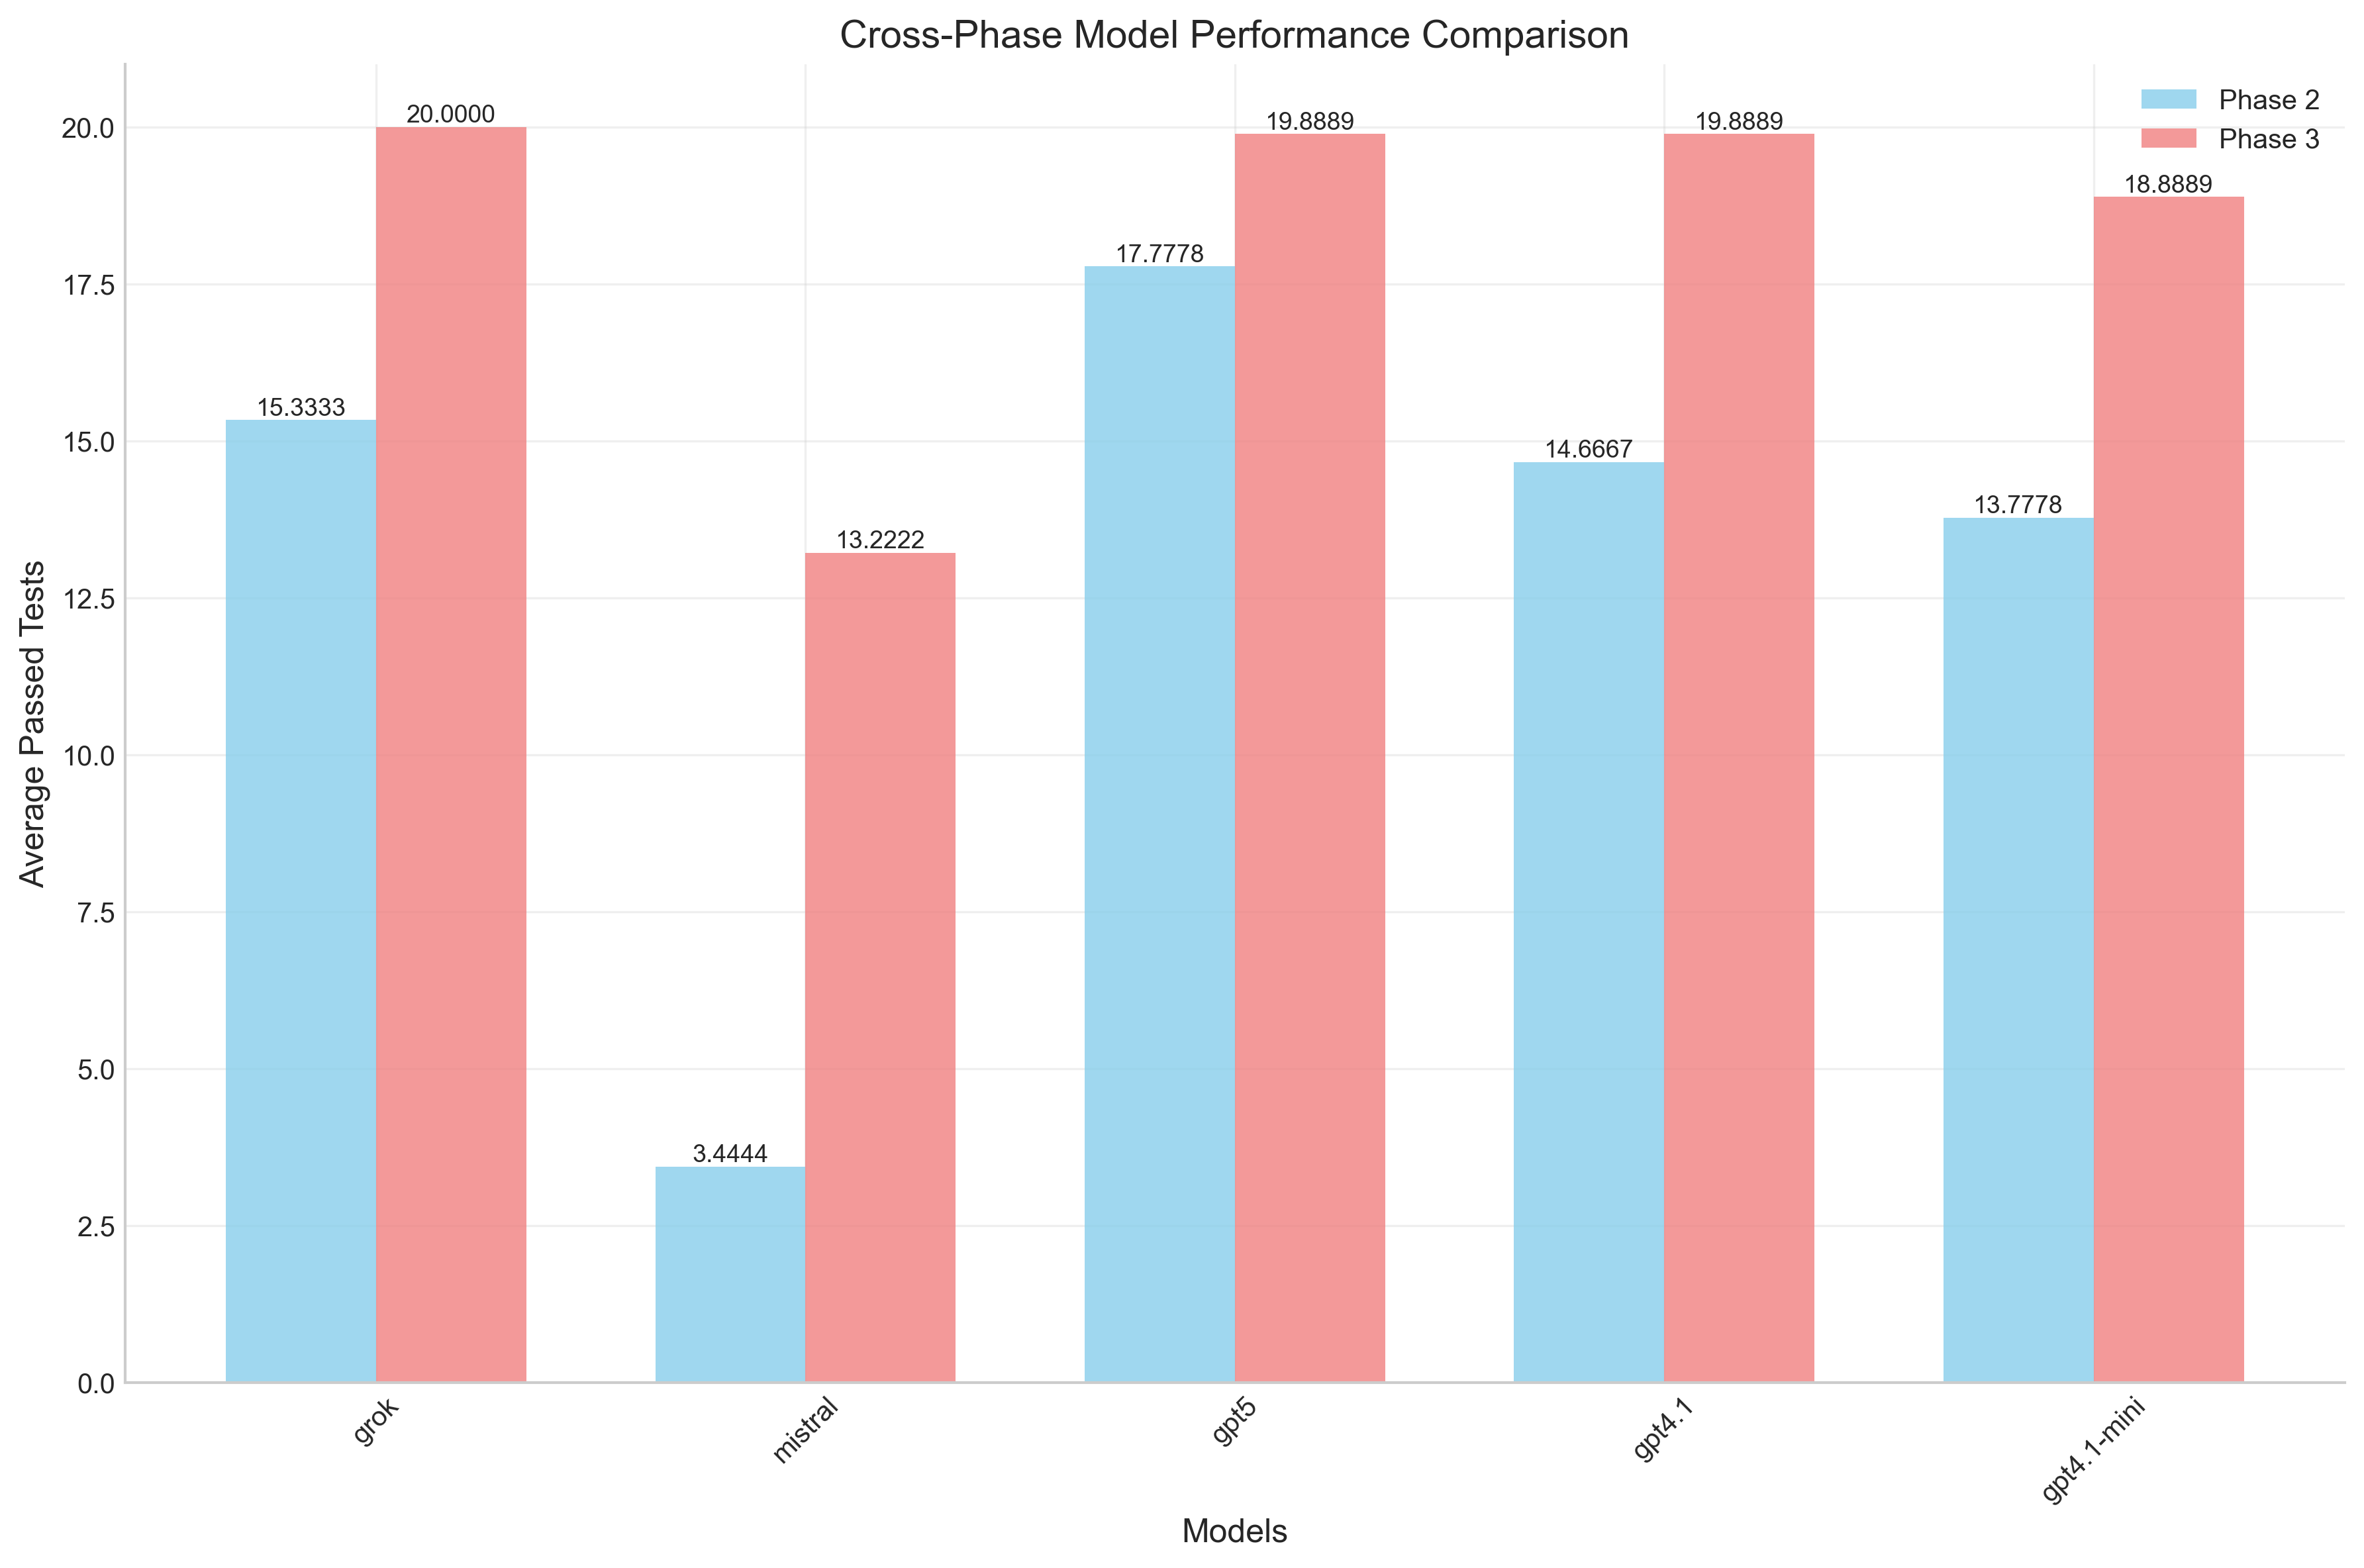 Cross-Phase Model Performance Comparison
Phase 2
Phase 3
20.0000
19.8889
19.8889
18.8889
17.7778
15.3333
14.6667
13.7778
13.2222
3.4444
20.0
17.5
15.0
12.5
10.0
7.5
5.0
2.5
0.0
Average Passed Tests
grok
mistral
gpt5
gpt4.1
gpt4.1-mini
Models